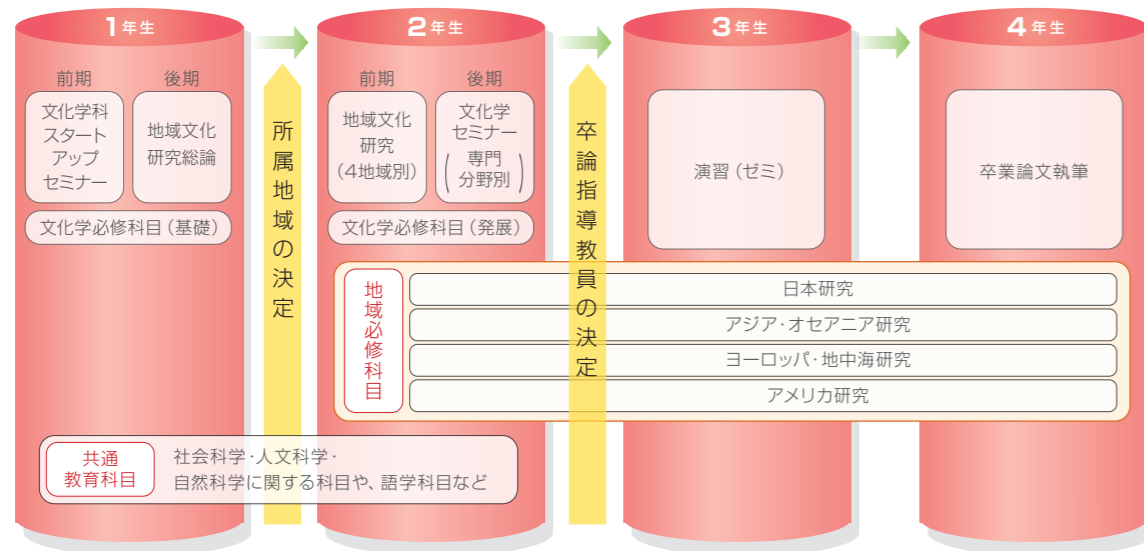 1年生
前期
後期
文化学科
スタート
アップ
セミナー
地域文化
研究総論
文化学必修科目(基礎)
所属地域の決定
2年生
前期
後期
地域文化
研究
(4地域別)
文化学
セミナー
(専門
分野別)
文化学必修科目(発展)
卒論指導教員の決定
3年生
演習(ゼミ)
4年生
卒業論文執筆
地域必修科目
日本研究
アジア・オセアニア研究
ヨーロッパ・地中海研究
アメリカ研究
共通
教育科目
社会科学・人文科学・
自然科学に関する科目や、語学科目など